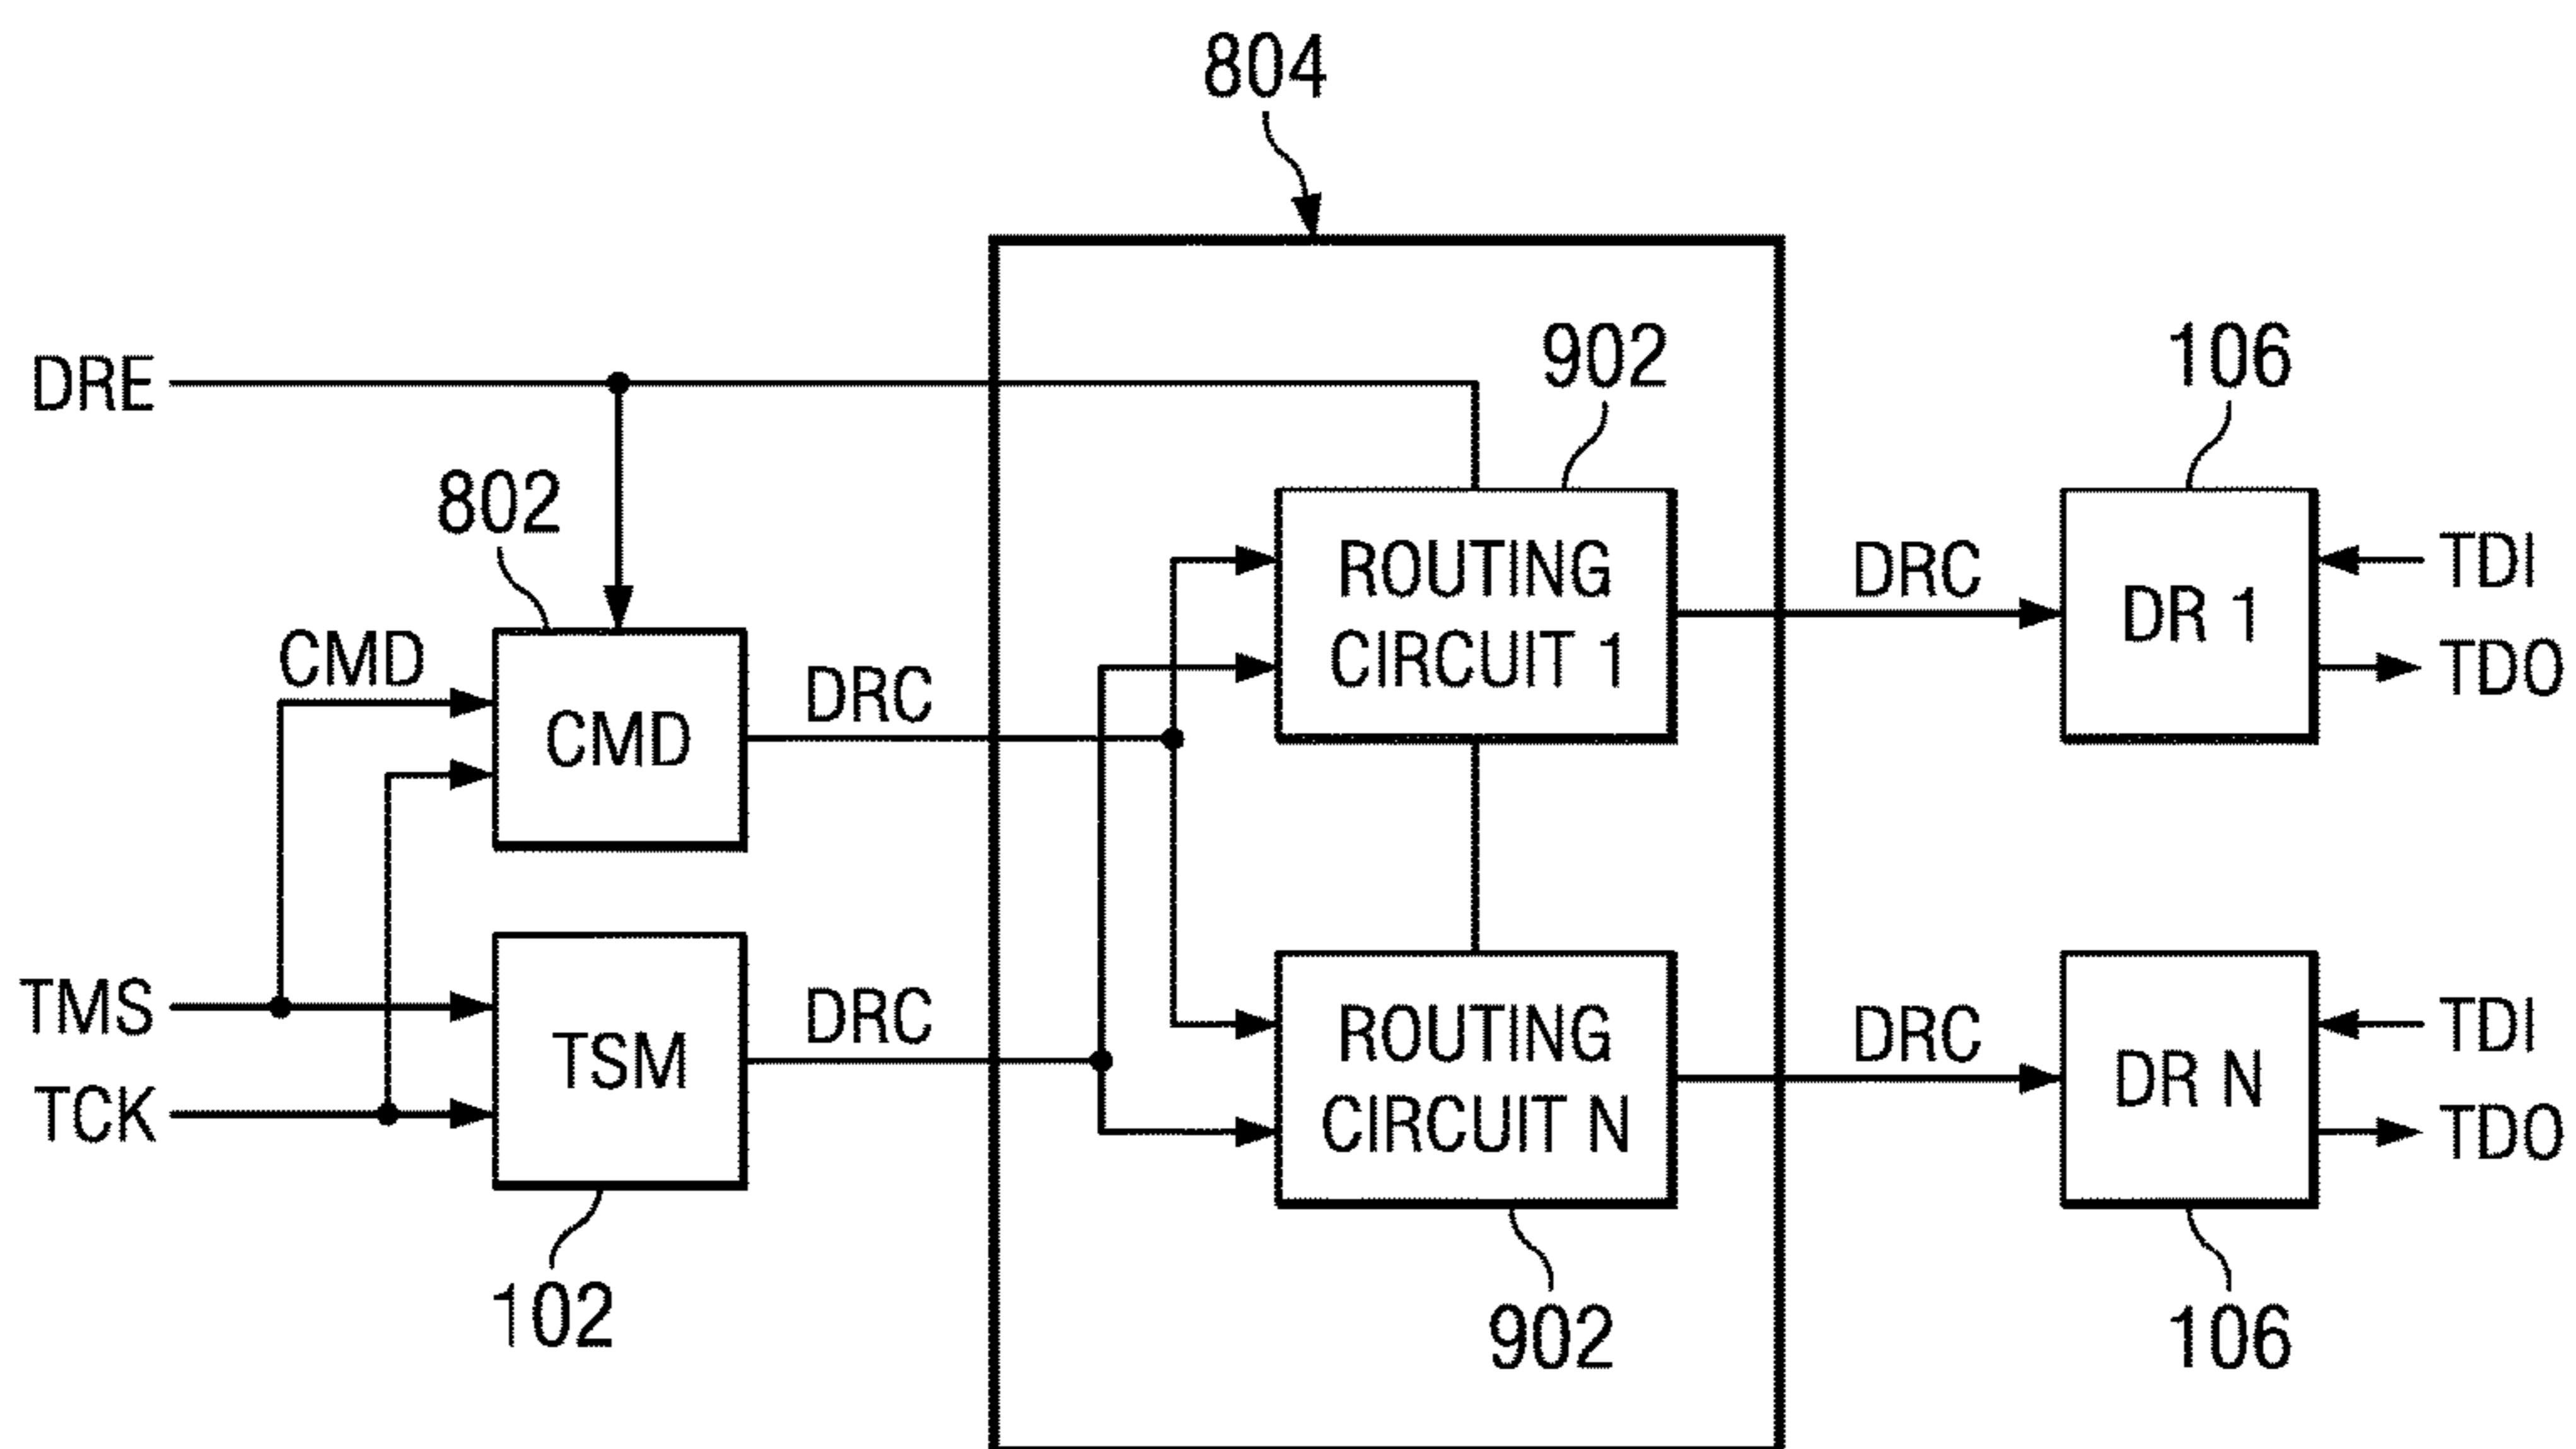 804
DRE
902
106
802
CMD
CMD
DRC
ROUTING
CIRCUIT 1
DRC
DR 1
TDI
TDO
TMS
TCK
TSM
102
DRC
ROUTING
CIRCUIT N
902
DRC
DR N
106
TDI
TDO